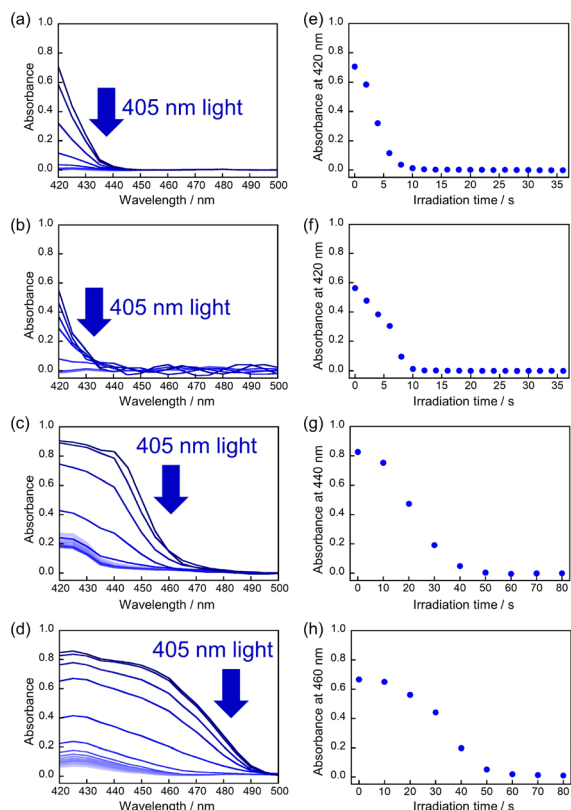 (a)
1.0
0.8
0.6
0.4
0.2
0.0
Absorbance
405 nm light
420 430 440 450 460 470 480 490 500
Wavelength / nm
(e)
1.0
0.8
0.6
0.4
0.2
0.0
Absorbance at 420 nm
0 5 10 15 20 25 30 35
Irradiation time / s
(b)
1.0
0.8
0.6
0.4
0.2
0.0
Absorbance
405 nm light
420 430 440 450 460 470 480 490 500
Wavelength / nm
(f)
1.0
0.8
0.6
0.4
0.2
0.0
Absorbance at 420 nm
0 5 10 15 20 25 30 35
Irradiation time / s
(c)
1.0
0.8
0.6
0.4
0.2
0.0
Absorbance
405 nm light
420 430 440 450 460 470 480 490 500
Wavelength / nm
(g)
1.0
0.8
0.6
0.4
0.2
0.0
Absorbance at 440 nm
0 10 20 30 40 50 60 70 80
Irradiation time / s
(d)
1.0
0.8
0.6
0.4
0.2
0.0
Absorbance
405 nm light
420 430 440 450 460 470 480 490 500
Wavelength / nm
(h)
1.0
0.8
0.6
0.4
0.2
0.0
Absorbance at 460 nm
0 10 20 30 40 50 60 70 80
Irradiation time / s